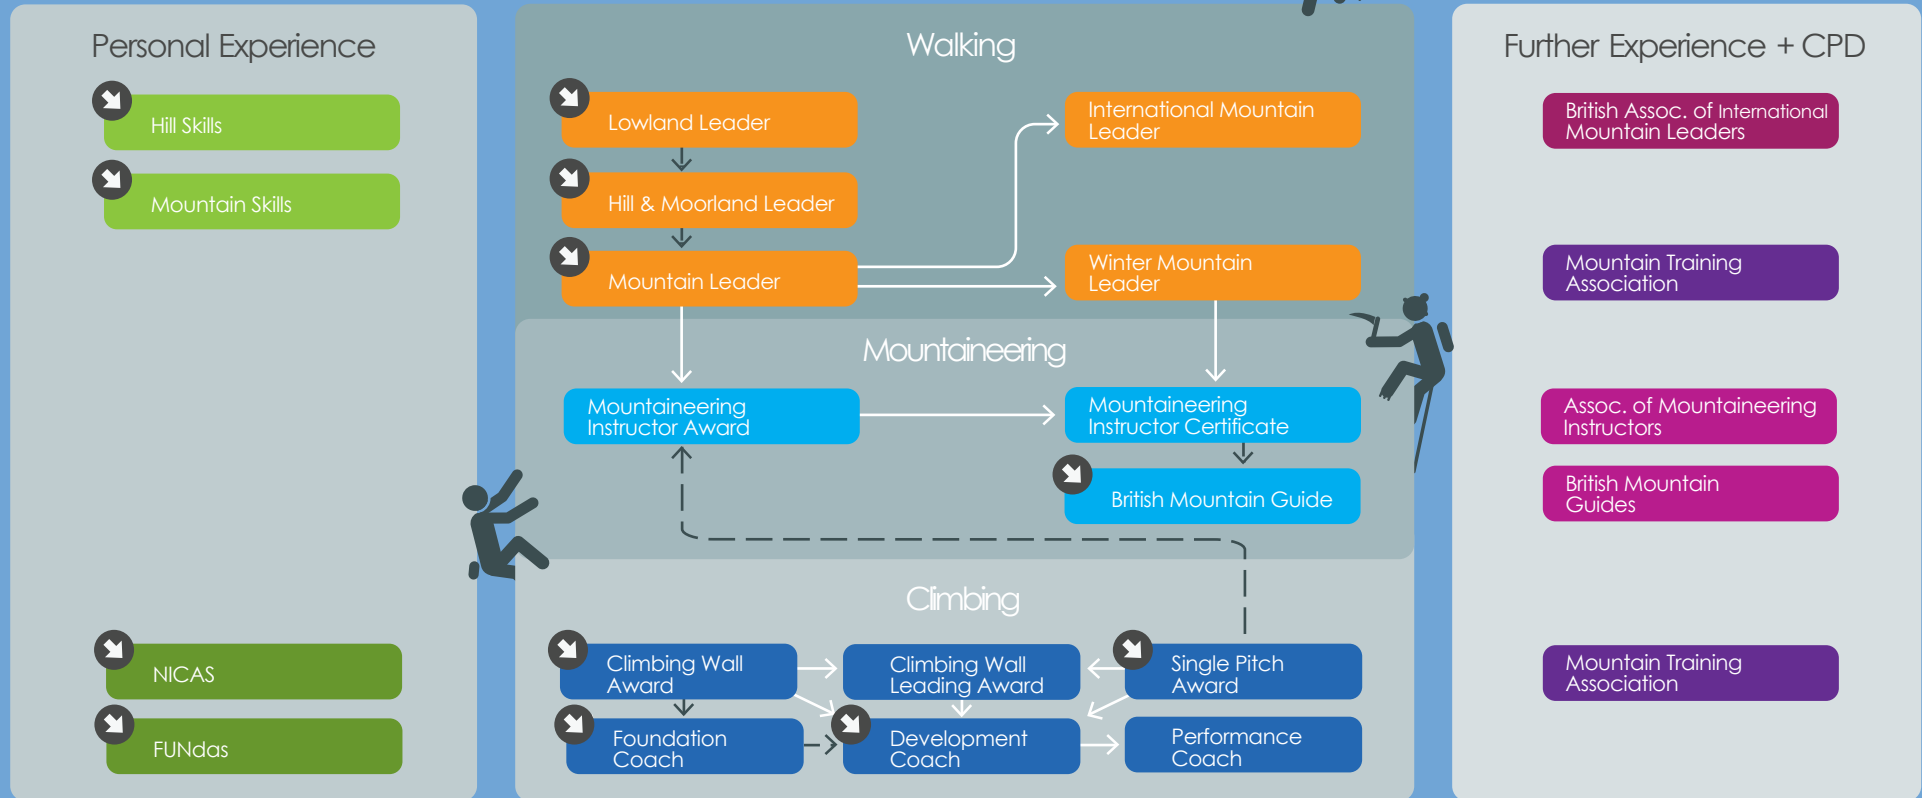 Personal Experience
Hill Skills
Mountain Skills
NICAS
FUNdas
Walking
Lowland Leader
Hill & Moorland Leader
Mountain Leader
International Mountain
Leader
Winter Mountain
Leader
Mountaineering
Mountaineering
Instructor Award
Mountaineering
Instructor Certificate
British Mountain Guide
Climbing
Climbing Wall
Award
Climbing Wall
Leading Award
Single Pitch
Award
Foundation
Coach
Development
Coach
Performance
Coach
Further Experience + CPD
British Assoc. of International
Mountain Leaders
Mountain Training
Association
Assoc. of Mountaineering
Instructors
British Mountain
Guides
Mountain Training
Association